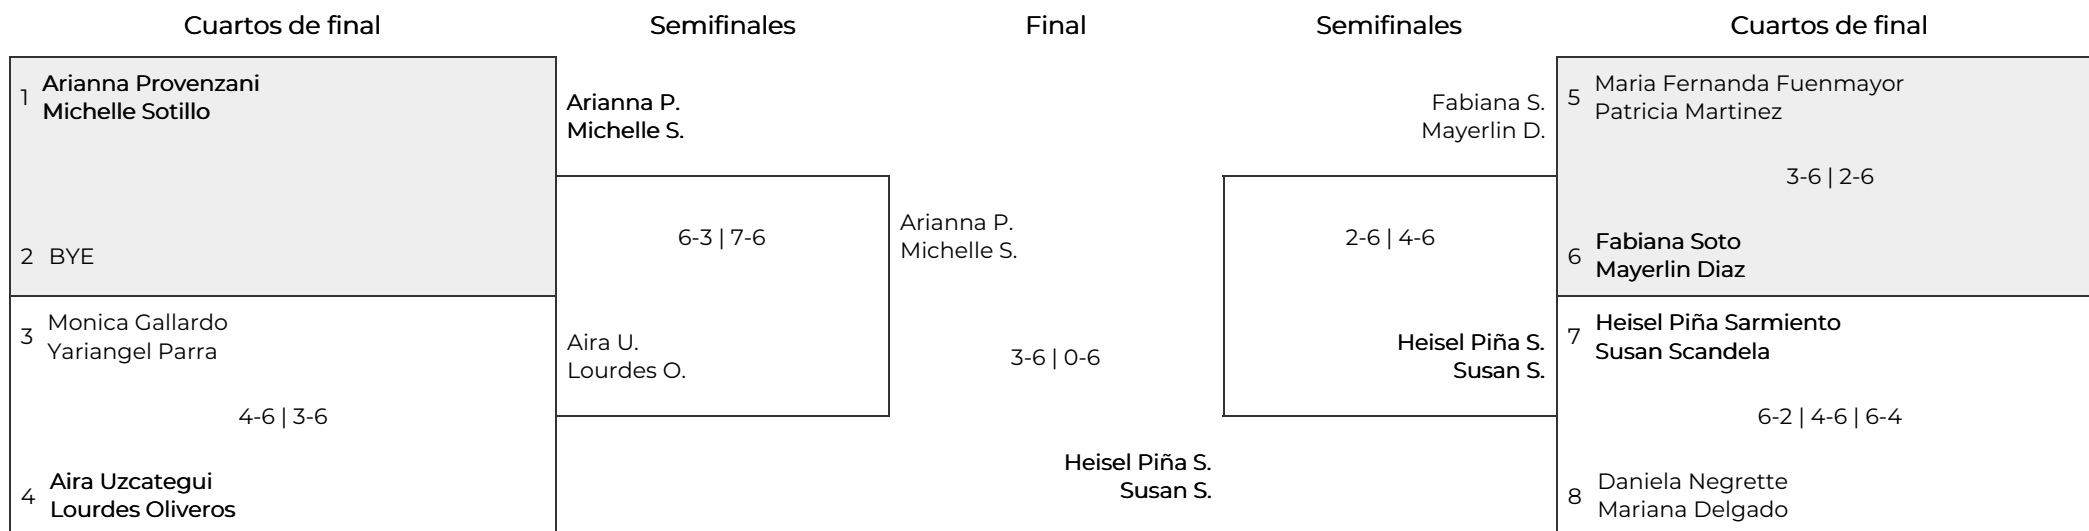 Cuartos de final
Semifinales
Final
Semifinales
Cuartos de final
1
Arianna Provenzani
Michelle Sotillo
2 BYE
3
Monica Gallardo
Yariangel Parra
4-6 | 3-6
4
Aira Uzcategui
Lourdes Oliveros
Arianna P.
Michelle S.
6-3 | 7-6
Aira U.
Lourdes O.
Arianna P.
Michelle S.
3-6 | 0-6
Heisel Piña S.
Susan S.
Fabiana S.
Mayerlin D.
2-6 | 4-6
Heisel Piña S.
Susan S.
5
Maria Fernanda Fuenmayor
Patricia Martinez
3-6 | 2-6
6
Fabiana Soto
Mayerlin Diaz
7
Heisel Piña Sarmiento
Susan Scandela
6-2 | 4-6 | 6-4
8
Daniela Negrette
Mariana Delgado